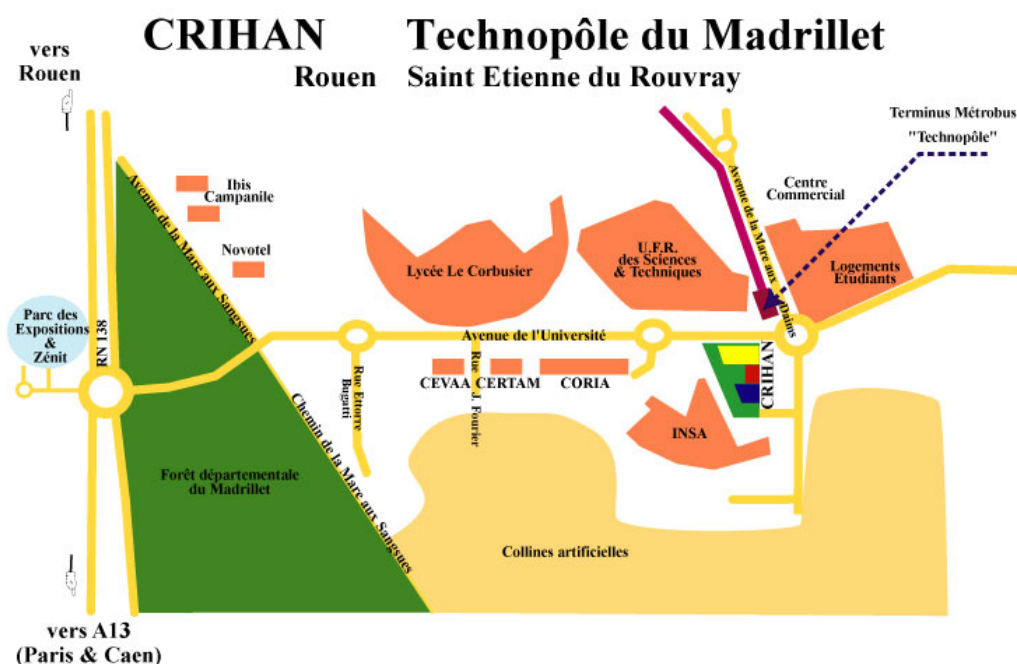 CRIHAN Technopôle du Madrillet
Rouen Saint Etienne du Rouvray
vers
Rouen
Terminus Métrobus
"Technopôle"
Avenue de la Mare aux Sangsues
Ibis
Campanile
Novotel
Lycée Le Corbusier
U.F.R.
des Sciences
& Techniques
Avenue de la Mare aux Daims
Centre
Commercial
Logements
Etudiants
Parc des
Expositions
&
Zénit
RN 138
Avenue de l'Université
Rue Ettorre
Bugatti
CEVAA
Rue J. Fourier
CERTAM
CORIA
CRIHAN
INSA
Chemin de la Mare aux Sangsues
Forêt départementale
du Madrillet
Collines artificielles
vers A13
(Paris & Caen)